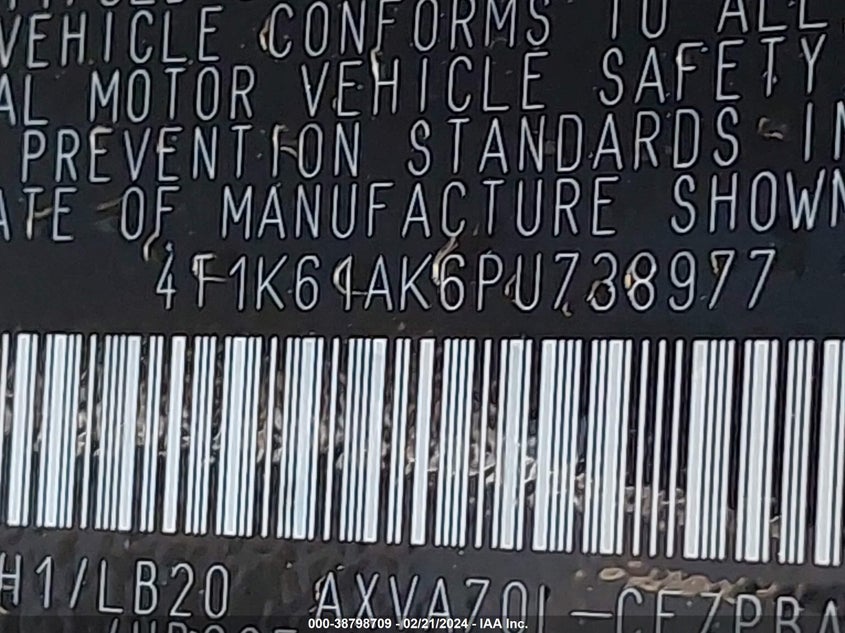 VEHICLE CONFORMS TO ALL
AL MOTOR VEHICLE SAFETY
PREVENTION STANDARDS IN
ATE OF MANUFACTURE SHOWN
4T1K61AK6PU738977
H1/LB20 AXVA70L-CEZPBA
000-38798709 - 02/21/2024 - IAA Inc.